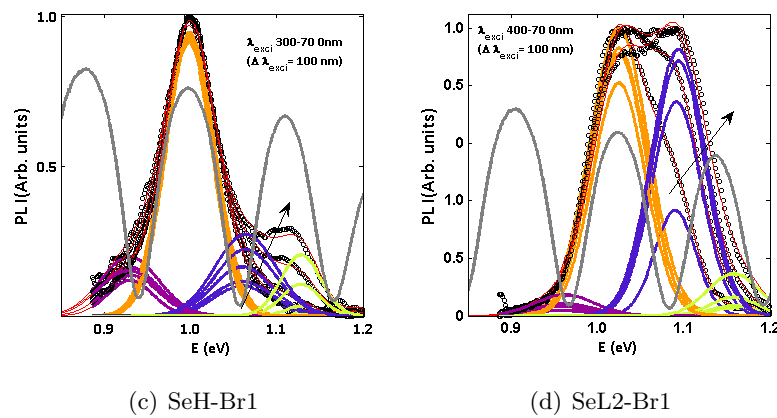 λexci 300-70 0nm
(Δ λexci= 100 nm)
PL I(Arb. units)
1.0
0.5
0.9
1.0
1.1
1.2
E (eV)
(c) SeH-Br1
λexci 400-70 0nm
(Δ λexci= 100 nm)
PL I(Arb. units)
1.0
0.5
0
1.0
0.5
0
0.9
1.0
1.1
1.2
E (eV)
(d) SeL2-Br1